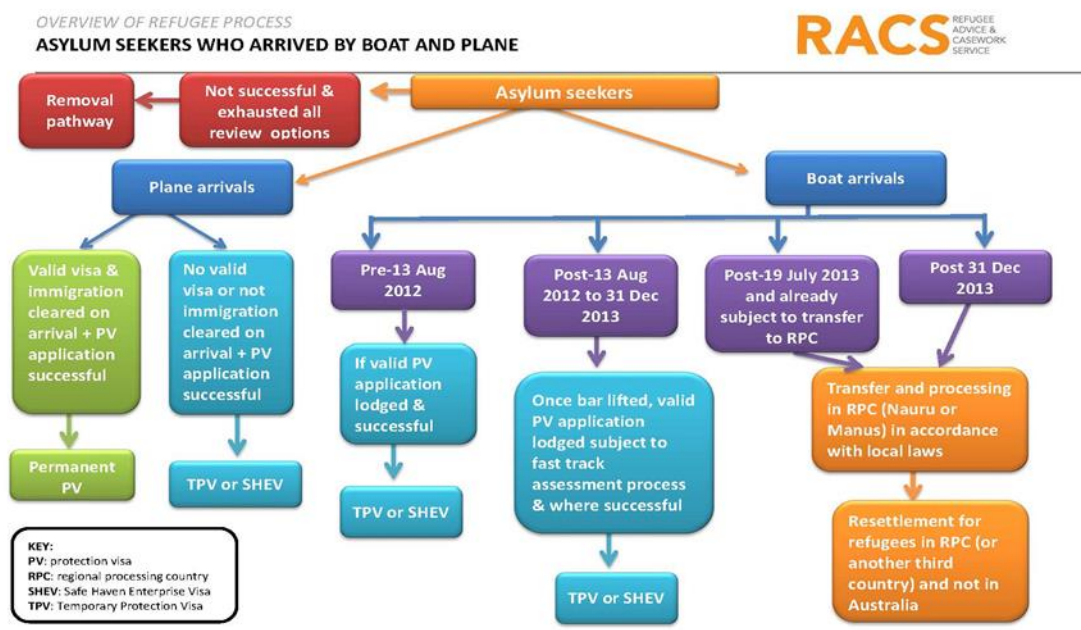 OVERVIEW OF REFUGEE PROCESS
ASYLUM SEEKERS WHO ARRIVED BY BOAT AND PLANE
RACS
REFUGEE
ADVICE &
CASEWORK
SERVICE
Removal
pathway
Not successful &
exhausted all
review options
Asylum seekers
Plane arrivals
Boat arrivals
Valid visa &
immigration
cleared on
arrival + PV
application
successful
No valid
visa or not
immigration
cleared on
arrival + PV
application
successful
Pre-13 Aug
2012
Post-13 Aug
2012 to 31 Dec
2013
Post-19 July 2013
and already
subject to transfer
to RPC
Post 31 Dec
2013
If valid PV
application
lodged &
successful
Once bar lifted, valid
PV application
lodged subject to
fast track
assessment process
& where successful
Transfer and processing
in RPC (Nauru or
Manus) in accordance
with local laws
Permanent
PV
TPV or SHEV
TPV or SHEV
TPV or SHEV
Resettlement for
refugees in RPC (or
another third
country) and not in
Australia
KEY:
PV: protection visa
RPC: regional processing country
SHEV: Safe Haven Enterprise Visa
TPV: Temporary Protection Visa